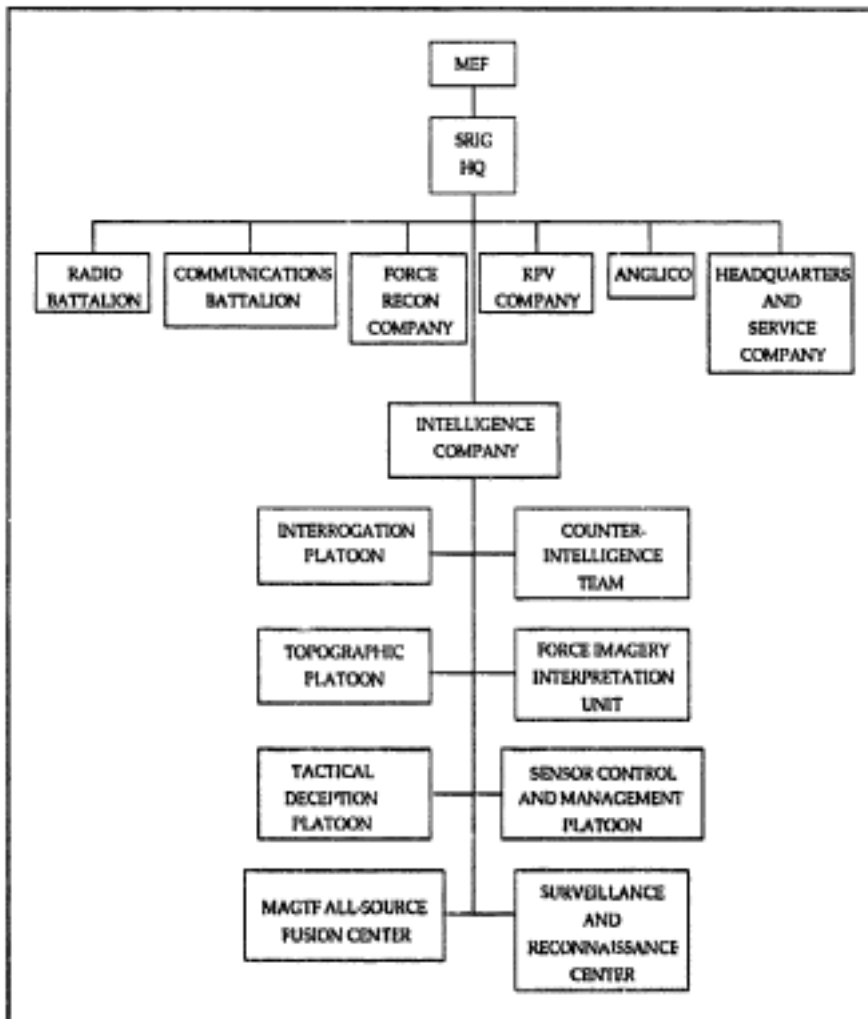 MEF
SRIG
HQ
RADIO
BATTALION
COMMUNICATIONS
BATTALION
FORCE
RECON
COMPANY
RPV
COMPANY
ANGLICO
HEADQUARTERS
AND
SERVICE
COMPANY
INTELLIGENCE
COMPANY
INTERROGATION
PLATOON
COUNTER-
INTELLIGENCE
TEAM
TOPOGRAPHIC
PLATOON
FORCE IMAGERY
INTERPRETATION
UNIT
TACTICAL
DECEPTION
PLATOON
SENSOR CONTROL
AND MANAGEMENT
PLATOON
MAGTF ALL-SOURCE
FUSION CENTER
SURVEILLANCE
AND
RECONNAISSANCE
CENTER